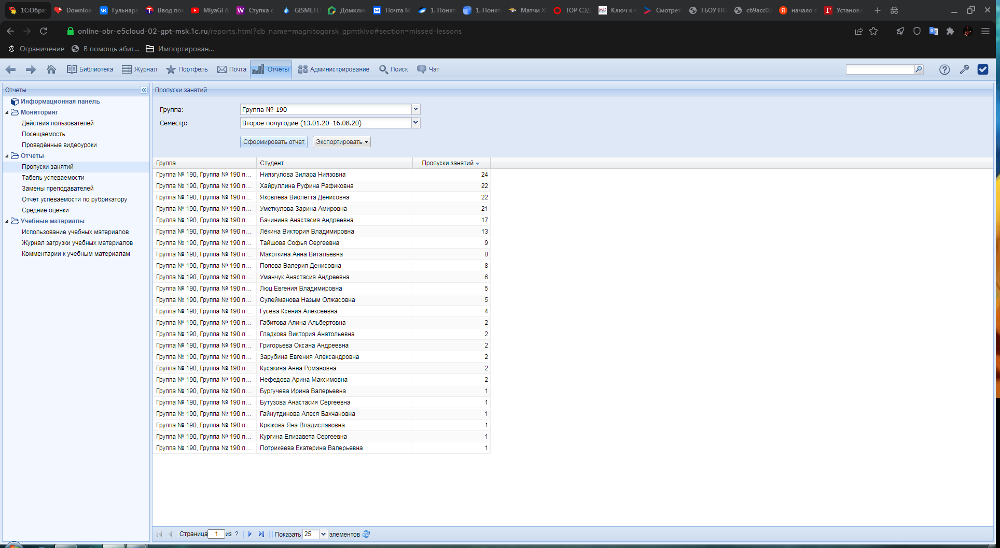 1С:Образ
Downloa
Гульнара
Ввод пок
MiyaGi &
Ступка с
GISMETE
Домкли
Почта М
1. Понят
1. Понят
Матчи Х
ТОР СЭД
Ключ к п
Смотрет
ГБОУ ПО
c69acc03
начало п
Установ
online-obr-e5cloud-02-gpt-msk.1c.ru/reports.html?db_name=magnitogorsk_gpmtkivo#section=missed-lessons
Ограничение
В помощь абит...
Импортирован...
Библиотека
Журнал
Портфель
Почта
Отчеты
Администрирование
Поиск
Чат
Отчеты
Информационная панель
Мониторинг
Действия пользователей
Посещаемость
Проведённые видеоуроки
Отчеты
Пропуски занятий
Табель успеваемости
Замены преподавателей
Отчет успеваемости по рубрикатору
Средние оценки
Учебные материалы
Использование учебных материалов
Журнал загрузки учебных материалов
Комментарии к учебным материалам
Пропуски занятий
Группа: Группа № 190
Семестр: Второе полугодие (13.01.20–16.08.20)
Сформировать отчет Экспортировать
Группа Студент Пропуски занятий
Группа № 190, Группа № 190 п... Ниязгулова Зилара Ниязовна 24
Группа № 190, Группа № 190 п... Хайруллина Руфина Рафиковна 22
Группа № 190, Группа № 190 п... Яковлева Виолетта Денисовна 22
Группа № 190, Группа № 190 п... Уметкулова Зарина Амировна 21
Группа № 190, Группа № 190 п... Бачинина Анастасия Андреевна 17
Группа № 190, Группа № 190 п... Лёкина Виктория Владимировна 13
Группа № 190, Группа № 190 п... Тайшова Софья Сергеевна 9
Группа № 190, Группа № 190 п... Макоткина Анна Витальевна 8
Группа № 190, Группа № 190 п... Попова Валерия Денисовна 8
Группа № 190, Группа № 190 п... Уманчук Анастасия Андреевна 6
Группа № 190, Группа № 190 п... Люц Евгения Владимировна 5
Группа № 190, Группа № 190 п... Сулейманова Назым Олжасовна 5
Группа № 190, Группа № 190 п... Гусева Ксения Алексеевна 4
Группа № 190, Группа № 190 п... Габитова Алина Альбертовна 2
Группа № 190, Группа № 190 п... Гладкова Виктория Анатольевна 2
Группа № 190, Группа № 190 п... Григорьева Оксана Андреевна 2
Группа № 190, Группа № 190 п... Зарубина Евгения Александровна 2
Группа № 190, Группа № 190 п... Кусакина Анна Романовна 2
Группа № 190, Группа № 190 п... Нефедова Арина Максимовна 2
Группа № 190, Группа № 190 п... Бургучева Ирина Валерьевна 1
Группа № 190, Группа № 190 п... Бутузова Анастасия Сергеевна 1
Группа № 190, Группа № 190 п... Гайнутдинова Алеся Бахчановна 1
Группа № 190, Группа № 190 п... Крюкова Яна Владиславовна 1
Группа № 190, Группа № 190 п... Кургина Елизавета Сергеевна 1
Группа № 190, Группа № 190 п... Потрикеева Екатерина Валерьевна 1
Страница 1 из ? Показать 25 элементов